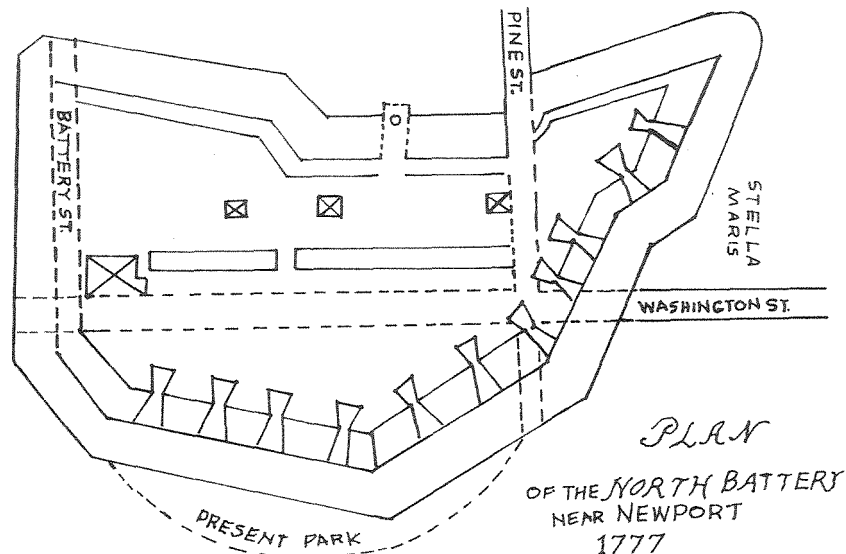 PINE ST.
BATTERY ST.
STELLA
MARIS
WASHINGTON ST.
PLAN
OF THE NORTH BATTERY
NEAR NEWPORT
1777
PRESENT PARK